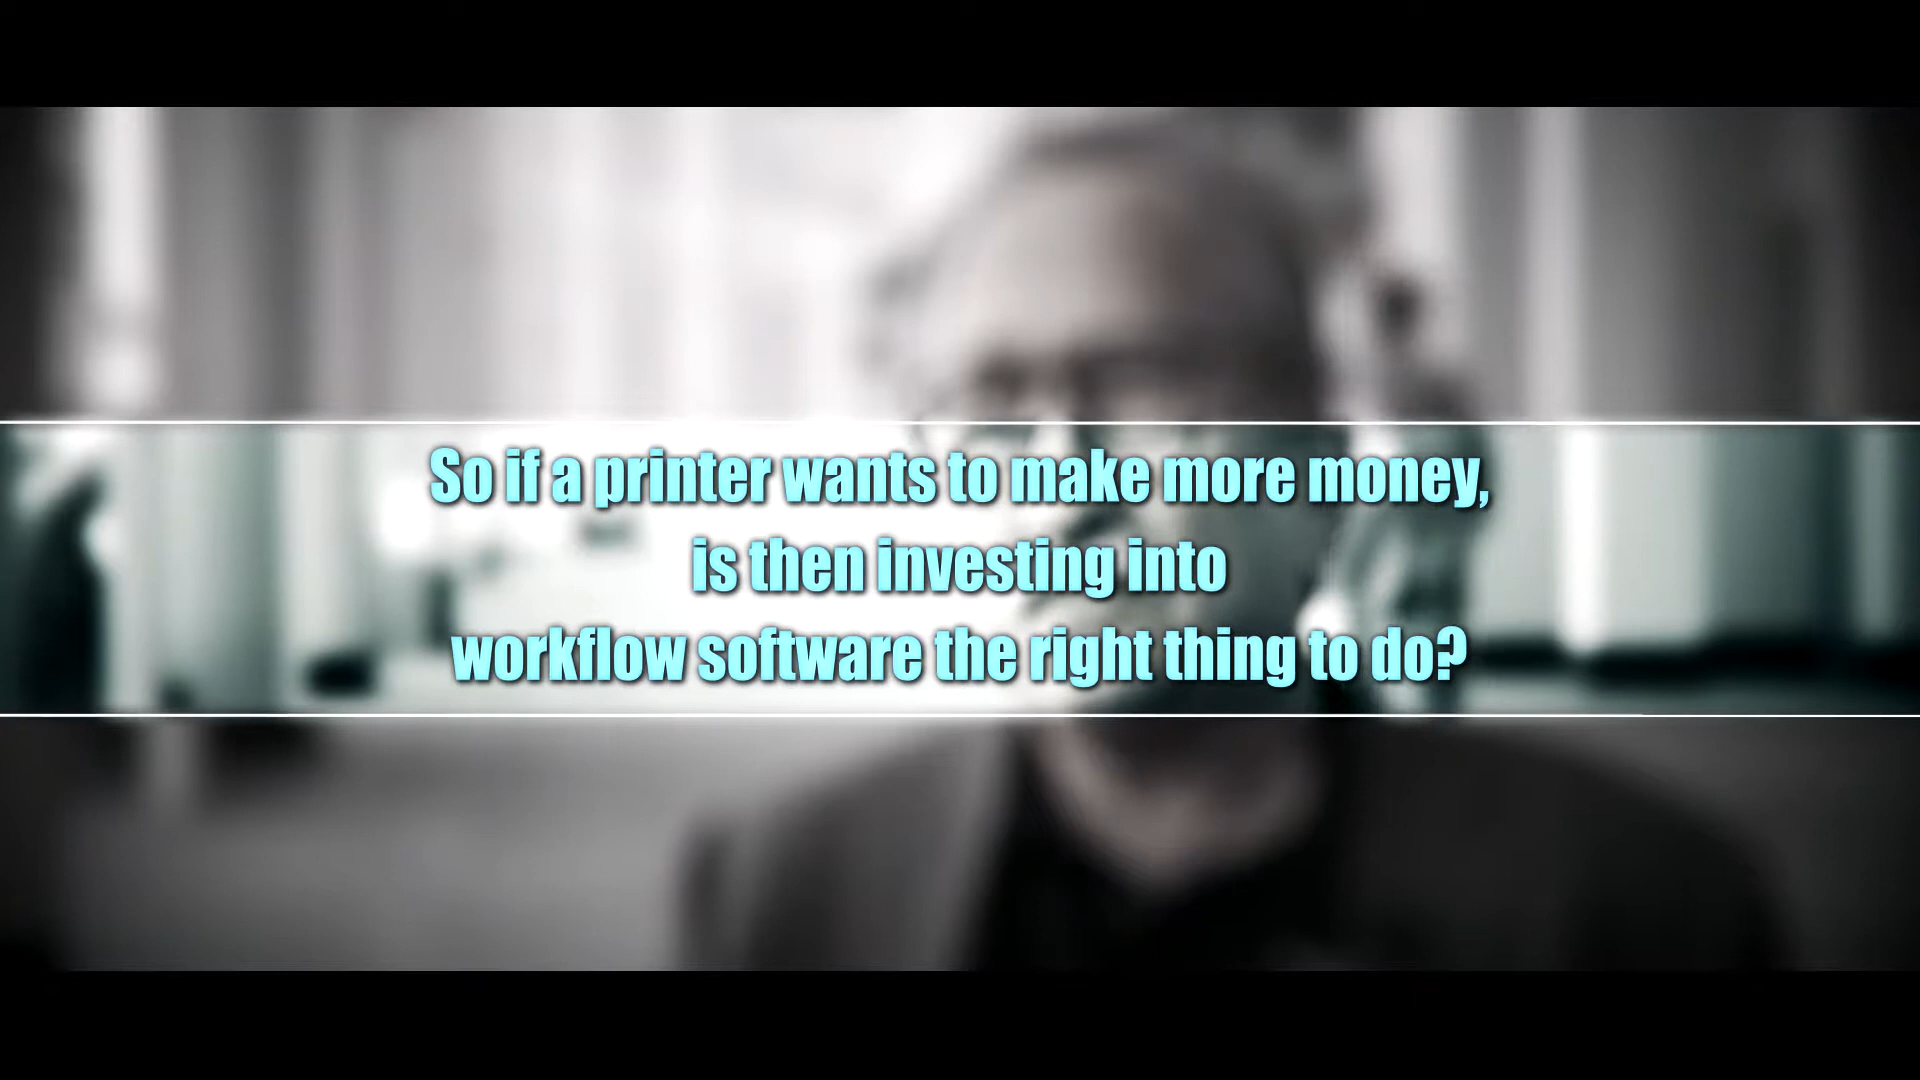 So if a printer wants to make more money,
is then investing into
workflow software the right thing to do?